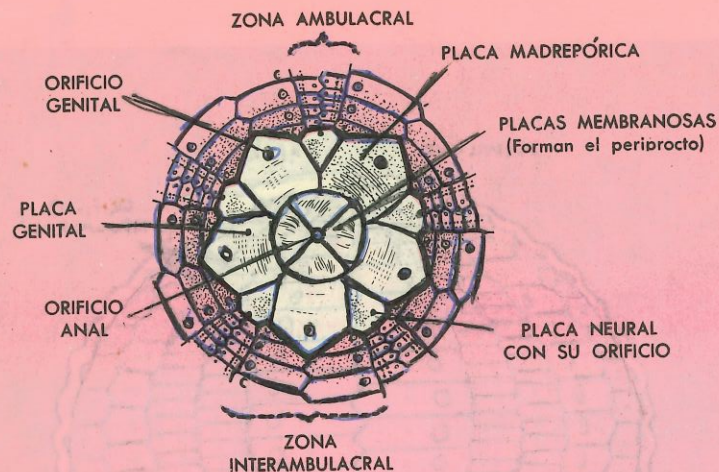 ZONA AMBULACRAL
PLACA MADREPÓRICA
ORIFICIO
GENITAL
PLACAS MEMBRANOSAS
(Forman el periprocto)
PLACA
GENITAL
ORIFICIO
ANAL
PLACA NEURAL
CON SU ORIFICIO
ZONA
INTERAMBULACRAL